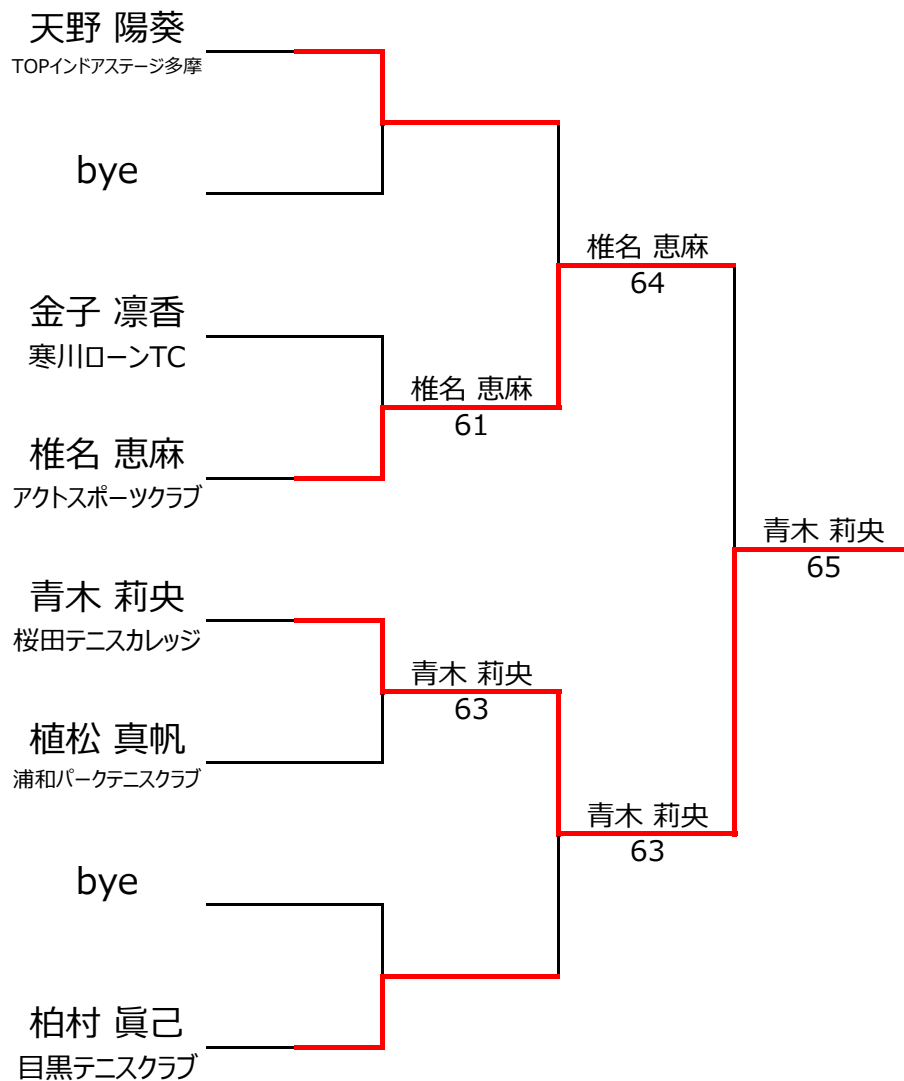 天野 陽葵
TOPインドアステージ多摩
bye
金子 凛香
寒川ローンTC
椎名 恵麻
アクトスポーツクラブ
青木 莉央
桜田テニスカレッジ
植松 真帆
浦和パークテニスクラブ
bye
柏村 眞己
目黒テニスクラブ
椎名 恵麻
61
青木 莉央
63
椎名 恵麻
64
青木 莉央
63
青木 莉央
65